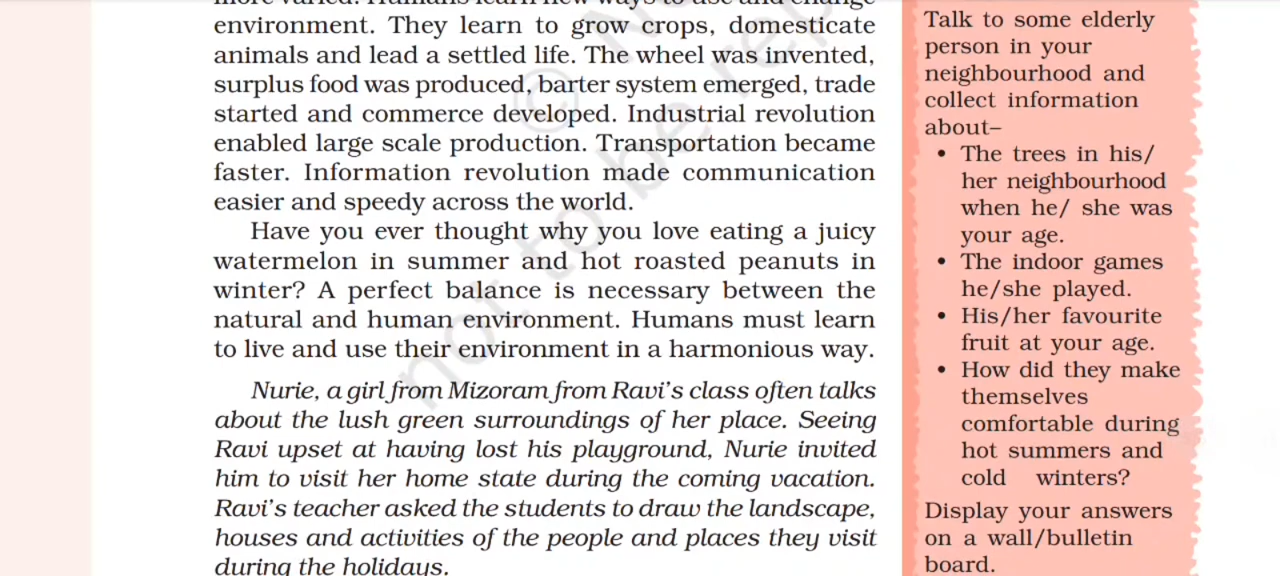 environment. They learn to grow crops, domesticate
animals and lead a settled life. The wheel was invented,
surplus food was produced, barter system emerged, trade
started and commerce developed. Industrial revolution
enabled large scale production. Transportation became
faster. Information revolution made communication
easier and speedy across the world.
Have you ever thought why you love eating a juicy
watermelon in summer and hot roasted peanuts in
winter? A perfect balance is necessary between the
natural and human environment. Humans must learn
to live and use their environment in a harmonious way.
Nurie, a girl from Mizoram from Ravi's class often talks
about the lush green surroundings of her place. Seeing
Ravi upset at having lost his playground, Nurie invited
him to visit her home state during the coming vacation.
Ravi's teacher asked the students to draw the landscape,
houses and activities of the people and places they visit
during the holidays.
Talk to some elderly
person in your
neighbourhood and
collect information
about–
• The trees in his/
her neighbourhood
when he/ she was
your age.
• The indoor games
he/she played.
• His/her favourite
fruit at your age.
• How did they make
themselves
comfortable during
hot summers and
cold winters?
Display your answers
on a wall/bulletin
board.
© N
not to be rep